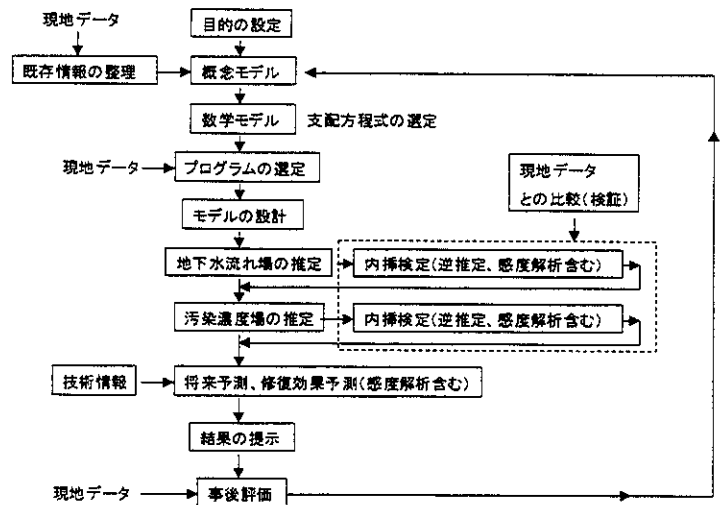 現地データ
目的の設定
既存情報の整理
概念モデル
数学モデル
支配方程式の選定
現地データ
プログラムの選定
現地データ
との比較(検証)
モデルの設計
地下水流れ場の推定
内挿検定(逆推定、感度解析含む)
汚染濃度場の推定
内挿検定(逆推定、感度解析含む)
技術情報
将来予測、修復効果予測(感度解析含む)
結果の提示
現地データ
事後評価